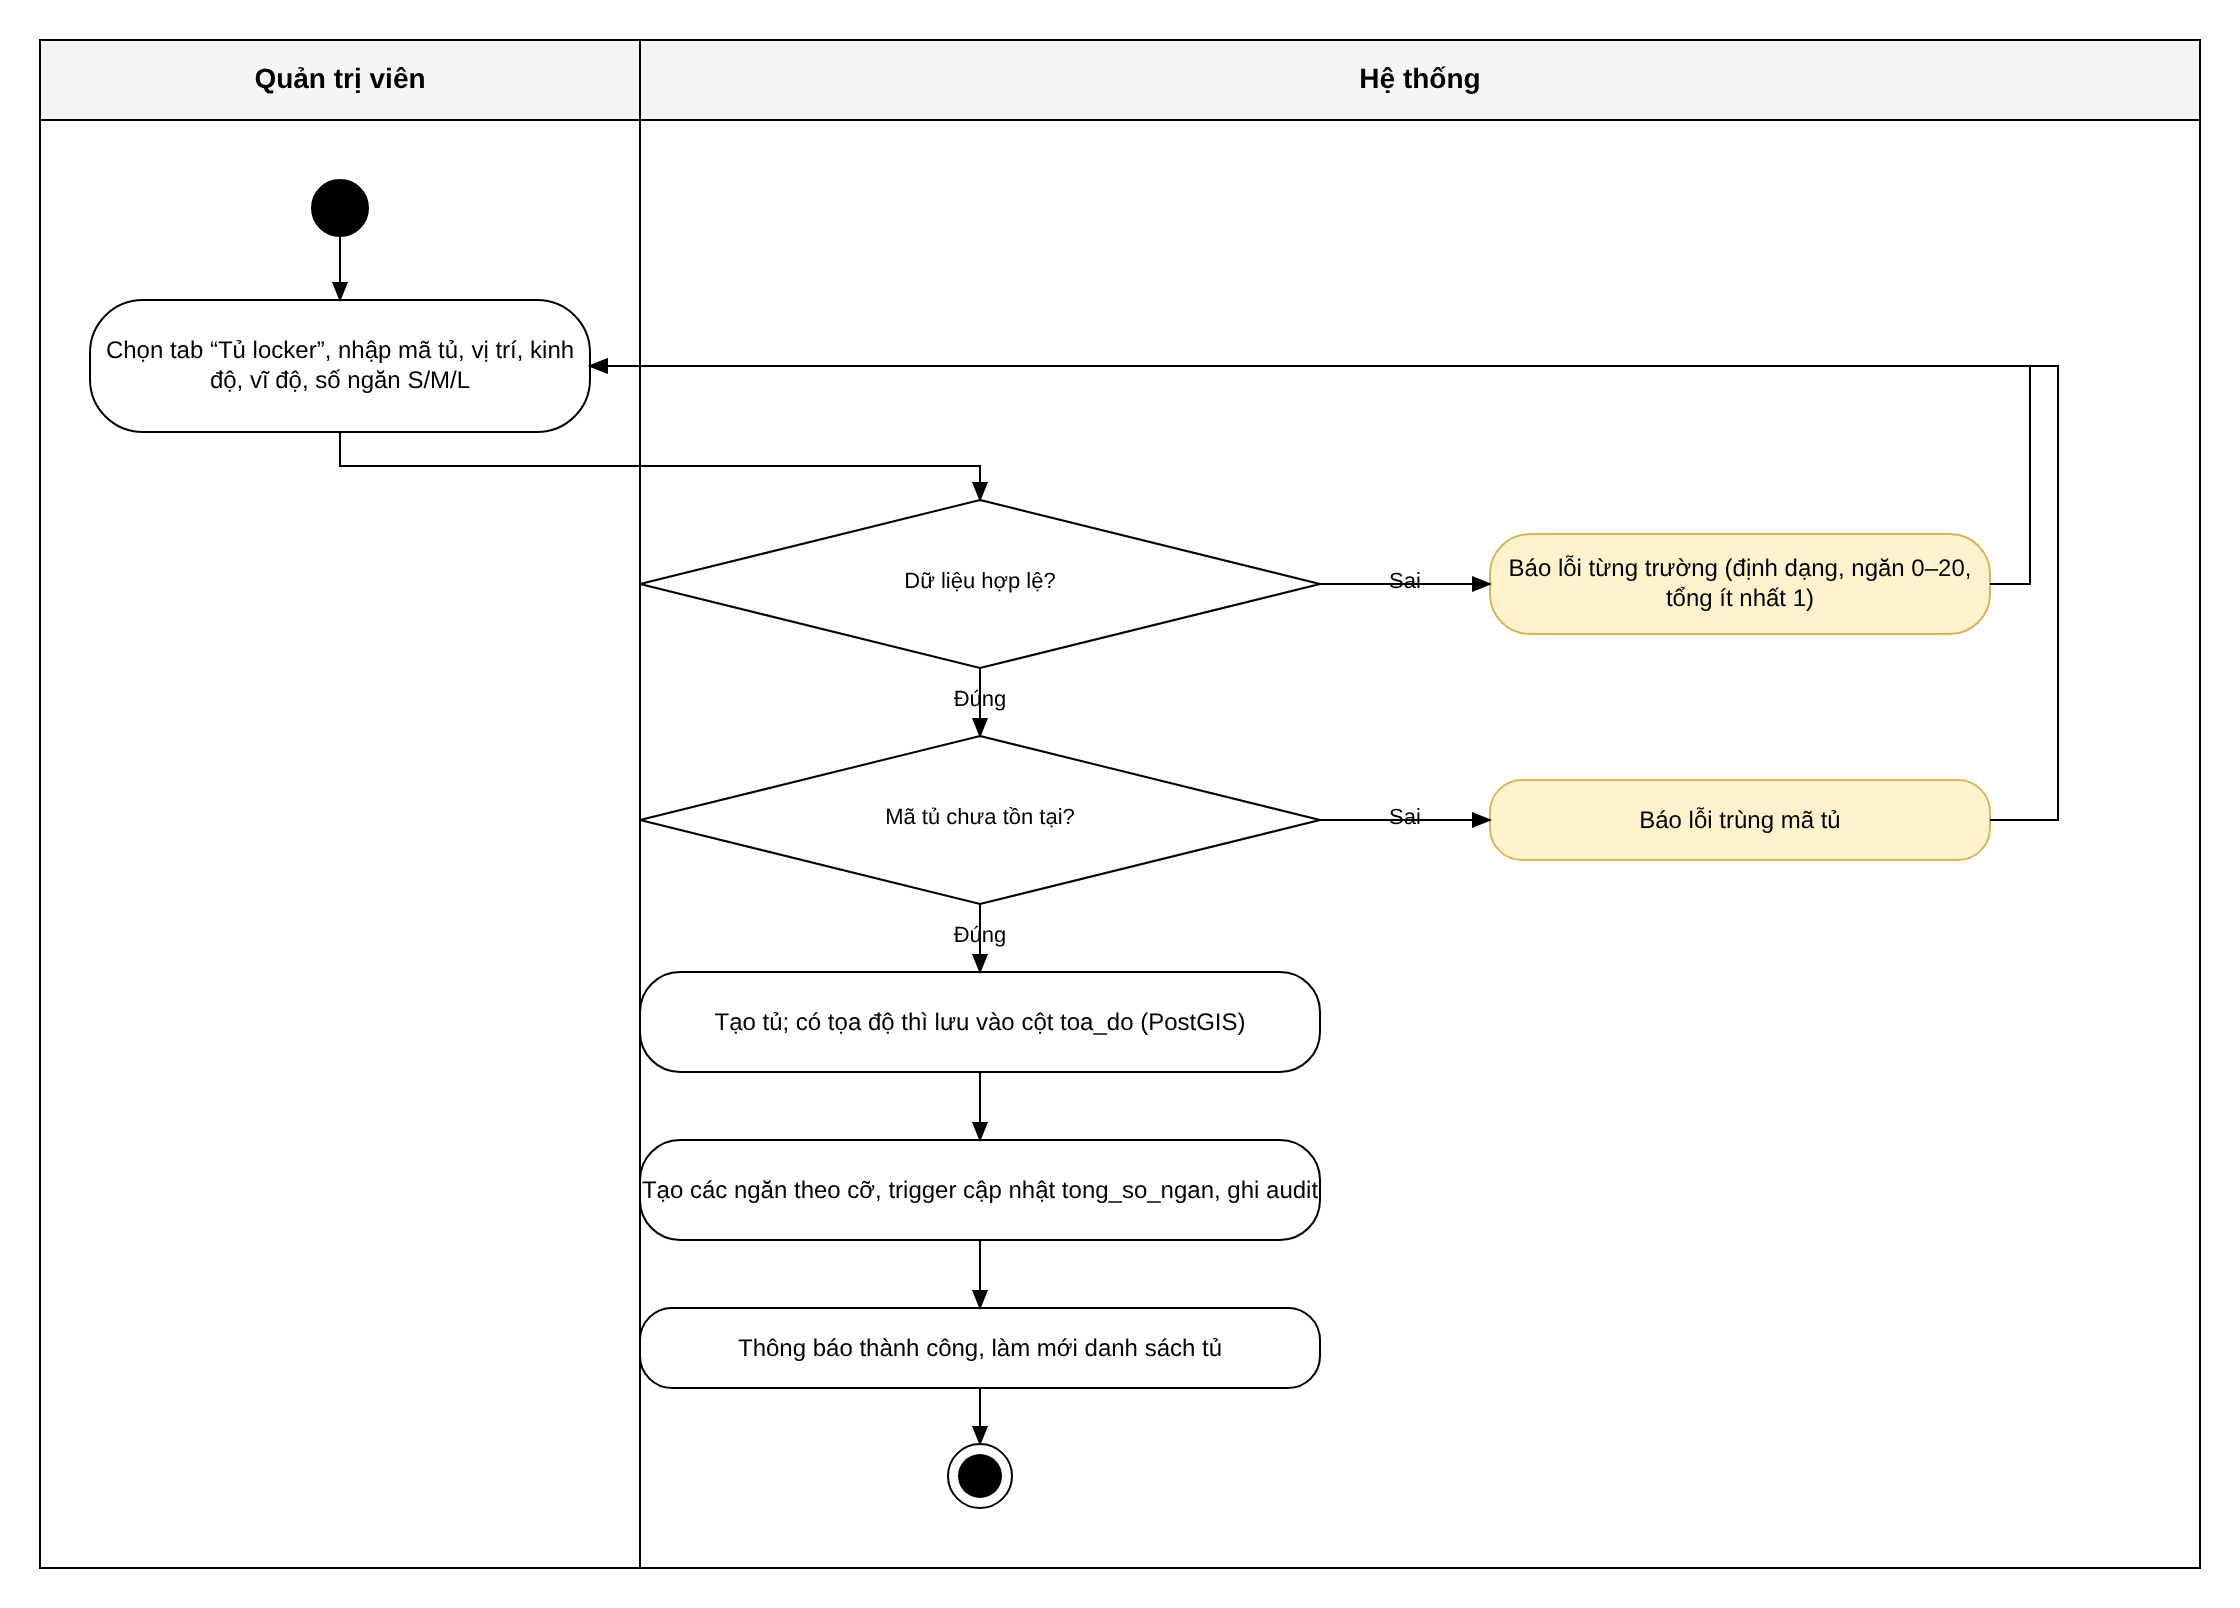 Quản trị viên
Hệ thống
Chọn tab “Tủ locker”, nhập mã tủ, vị trí, kinh
độ, vĩ độ, số ngăn S/M/L
Dữ liệu hợp lệ?
Sai
Báo lỗi từng trường (định dạng, ngăn 0–20,
tổng ít nhất 1)
Đúng
Mã tủ chưa tồn tại?
Sai
Báo lỗi trùng mã tủ
Đúng
Tạo tủ; có tọa độ thì lưu vào cột toa_do (PostGIS)
Tạo các ngăn theo cỡ, trigger cập nhật tong_so_ngan, ghi audit
Thông báo thành công, làm mới danh sách tủ